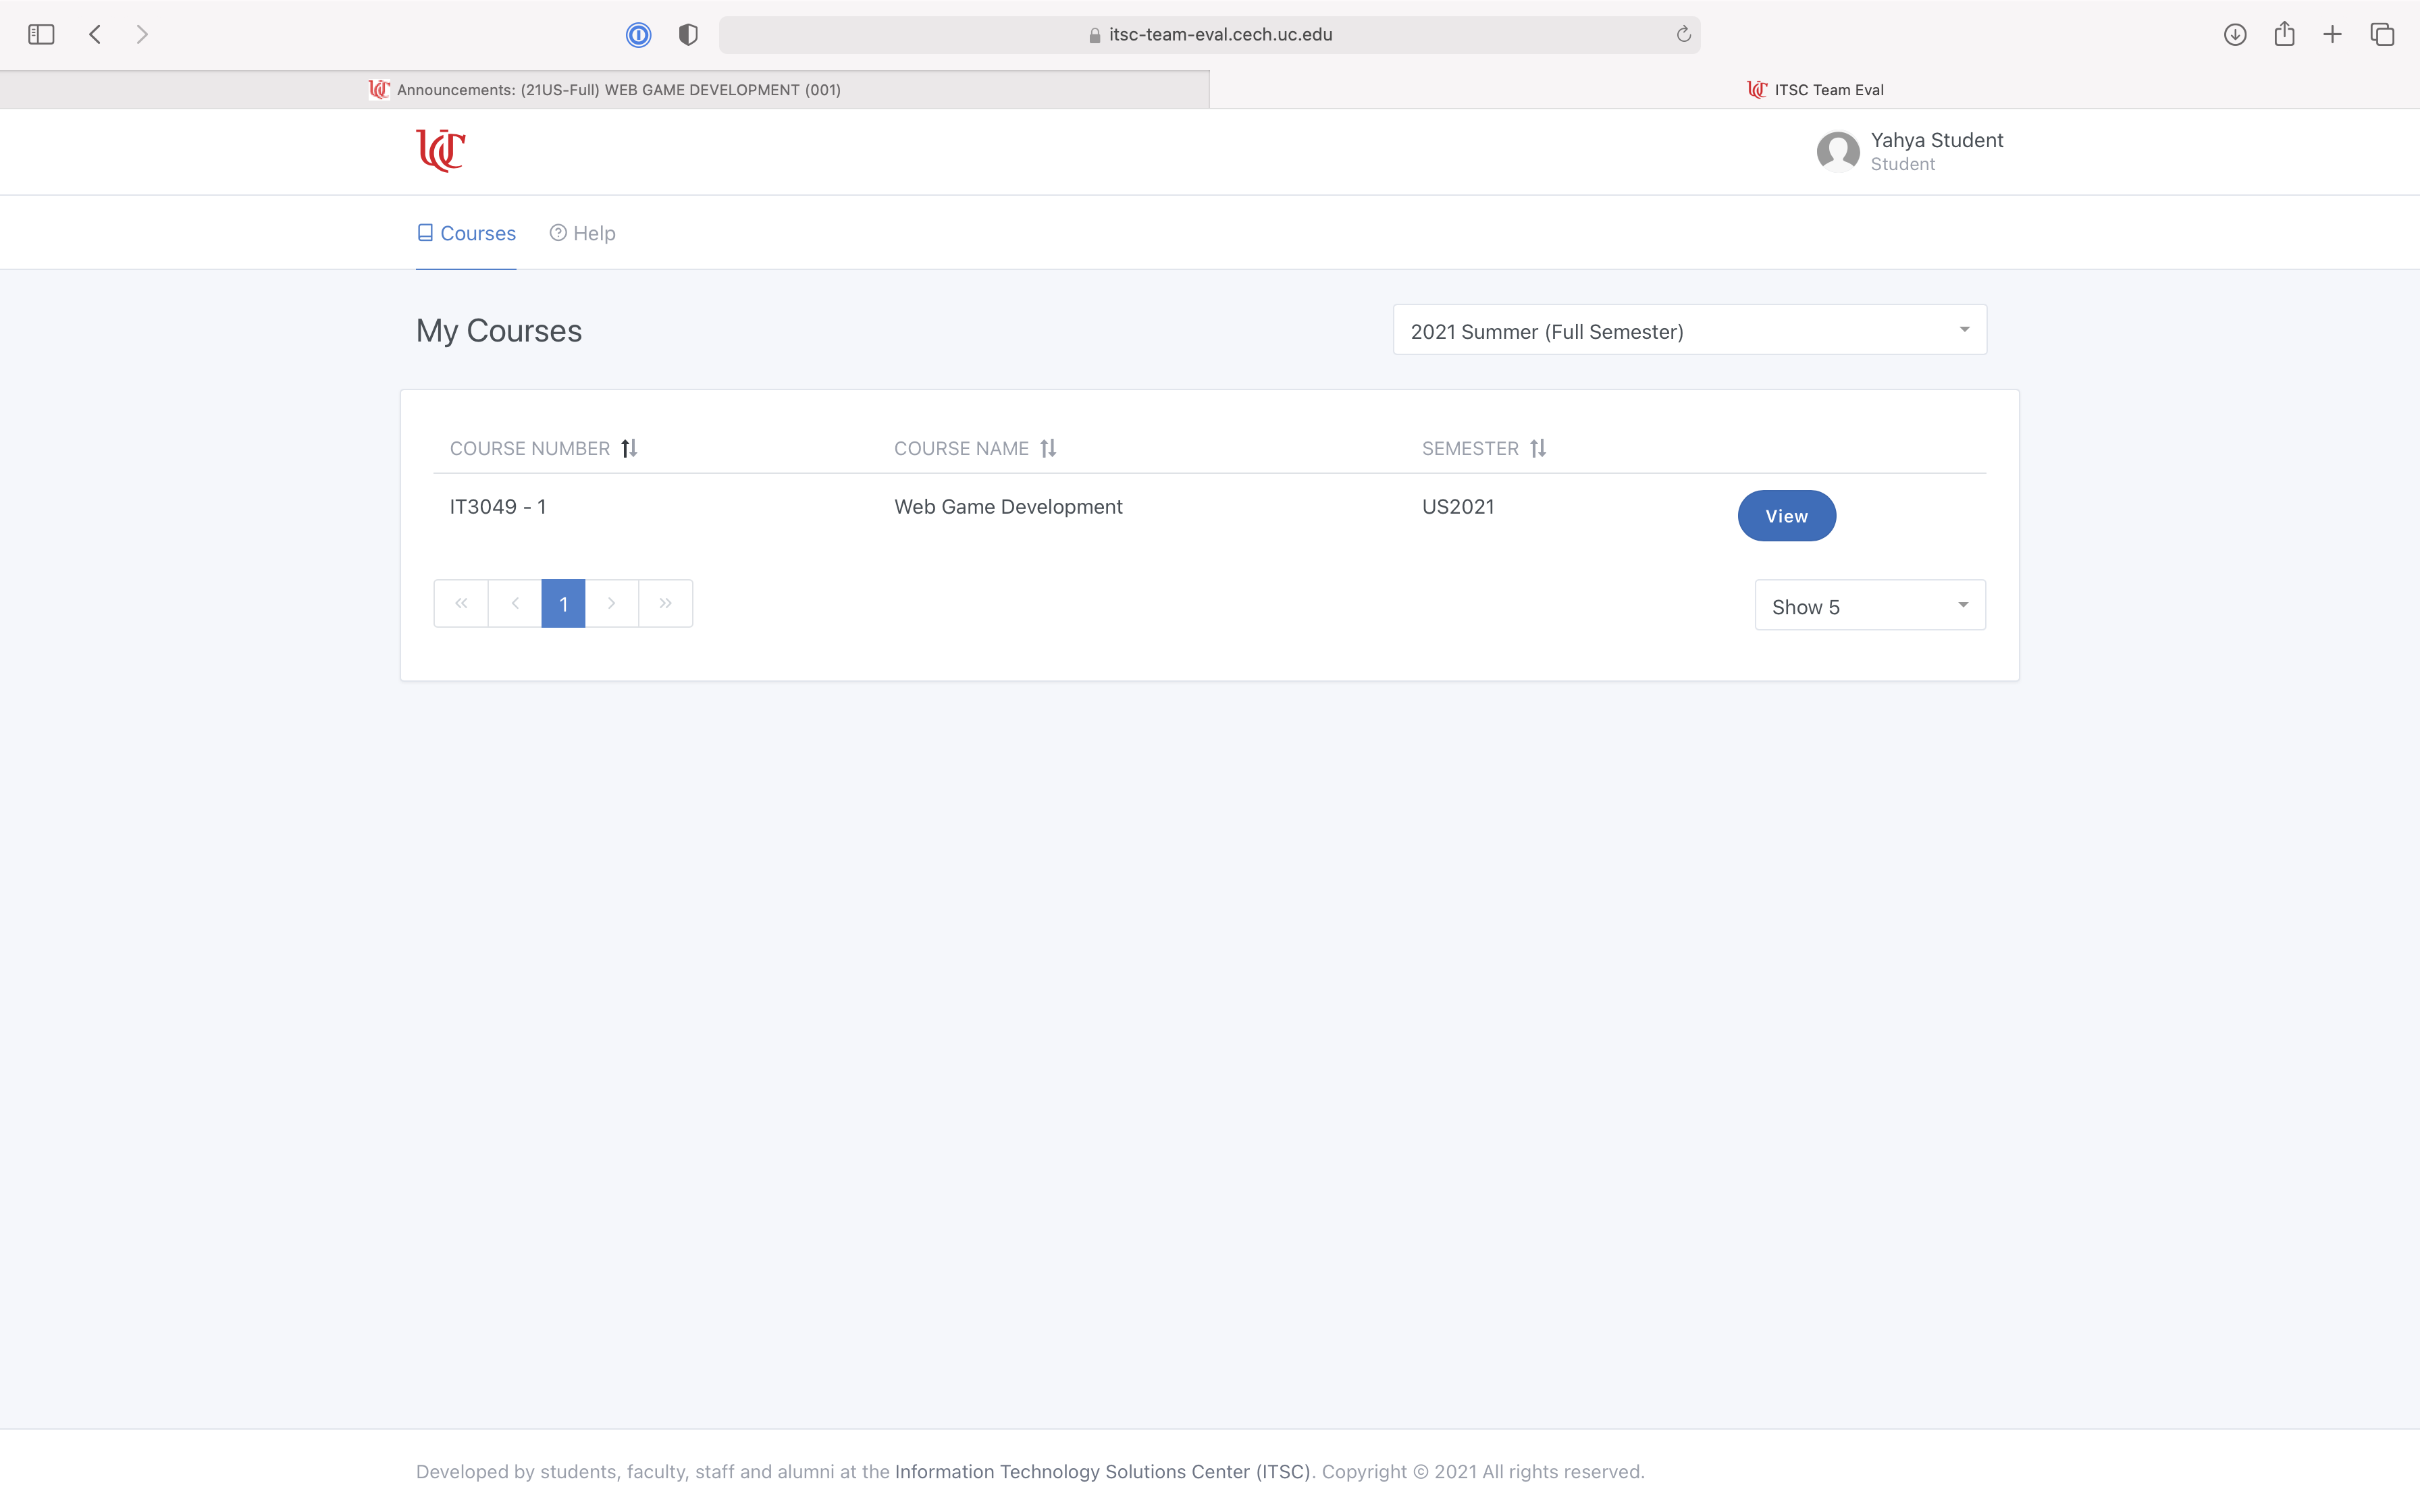 itsc-team-eval.cech.uc.edu
Announcements: (21US-Full) WEB GAME DEVELOPMENT (001)
ITSC Team Eval
UC
Yahya Student
Student
Courses
Help
My Courses
2021 Summer (Full Semester)
COURSE NUMBER COURSE NAME SEMESTER
IT3049 - 1 Web Game Development US2021 View
« ‹ 1 › »
Show 5
Developed by students, faculty, staff and alumni at the Information Technology Solutions Center (ITSC). Copyright © 2021 All rights reserved.